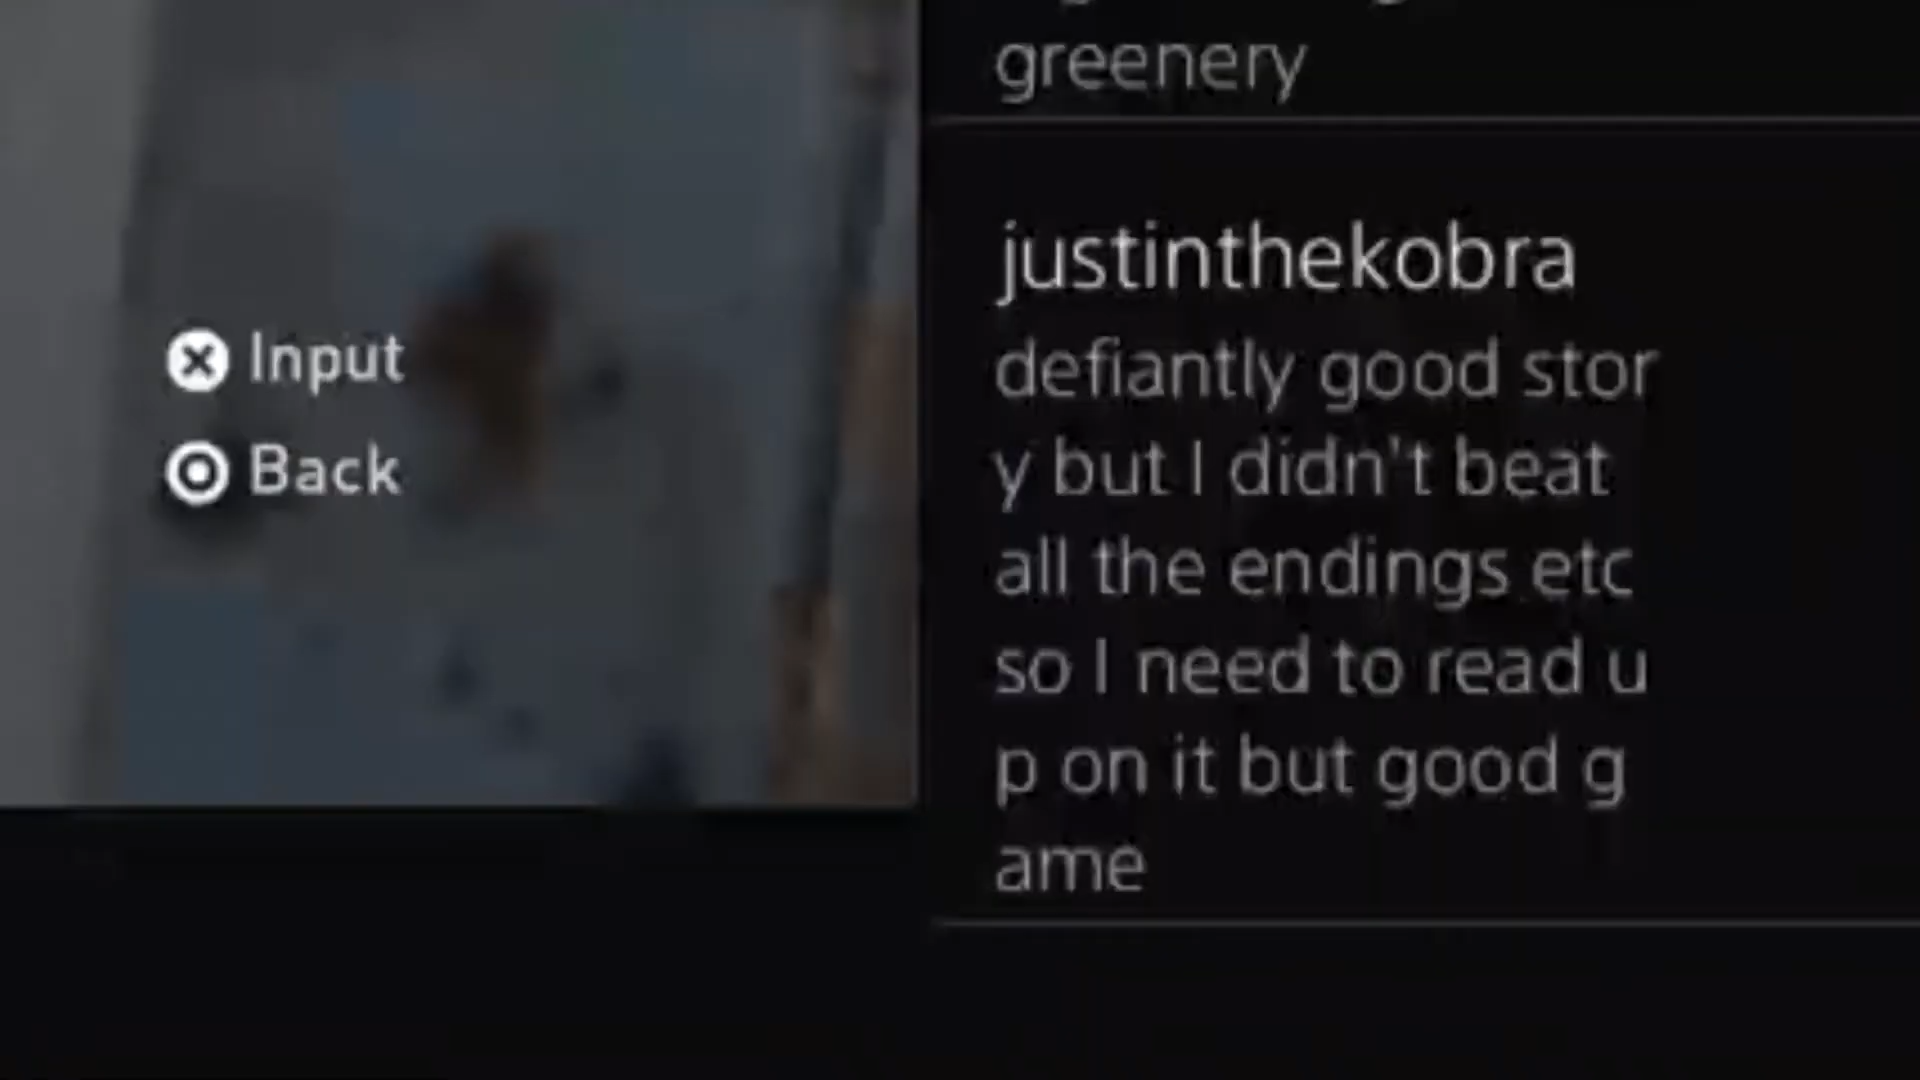 greenery
justinthekobra
defiantly good stor
y but I didn't beat
all the endings etc
so I need to read u
p on it but good g
ame
Input
Back